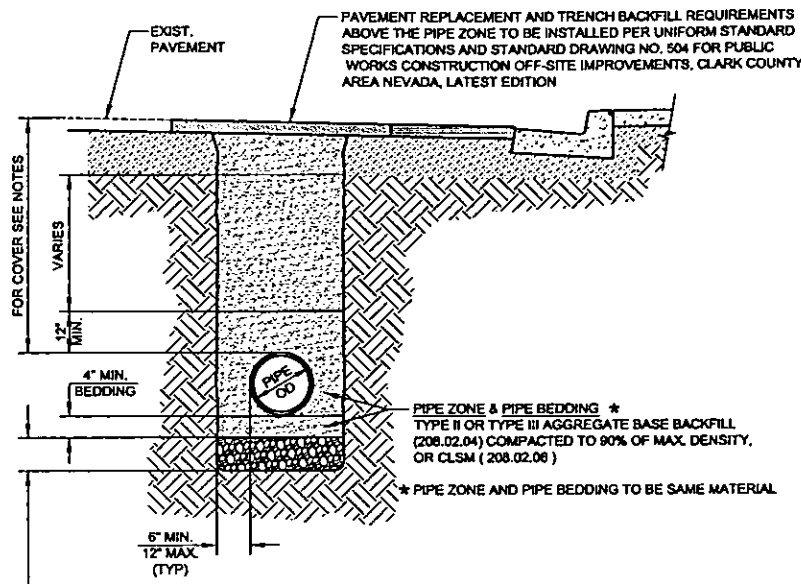 PAVEMENT REPLACEMENT AND TRENCH BACKFILL REQUIREMENTS
ABOVE THE PIPE ZONE TO BE INSTALLED PER UNIFORM STANDARD
SPECIFICATIONS AND STANDARD DRAWING NO. 504 FOR PUBLIC
WORKS CONSTRUCTION OFF-SITE IMPROVEMENTS, CLARK COUNTY
AREA NEVADA, LATEST EDITION
EXIST.
PAVEMENT
FOR COVER SEE NOTES
VARIES
12"
MIN.
4" MIN.
BEDDING
PIPE
OD
PIPE ZONE & PIPE BEDDING *
TYPE II OR TYPE III AGGREGATE BASE BACKFILL
(208.02.04) COMPACTED TO 90% OF MAX. DENSITY,
OR CLSM ( 208.02.06 )
* PIPE ZONE AND PIPE BEDDING TO BE SAME MATERIAL
6" MIN.
12" MAX.
(TYP)